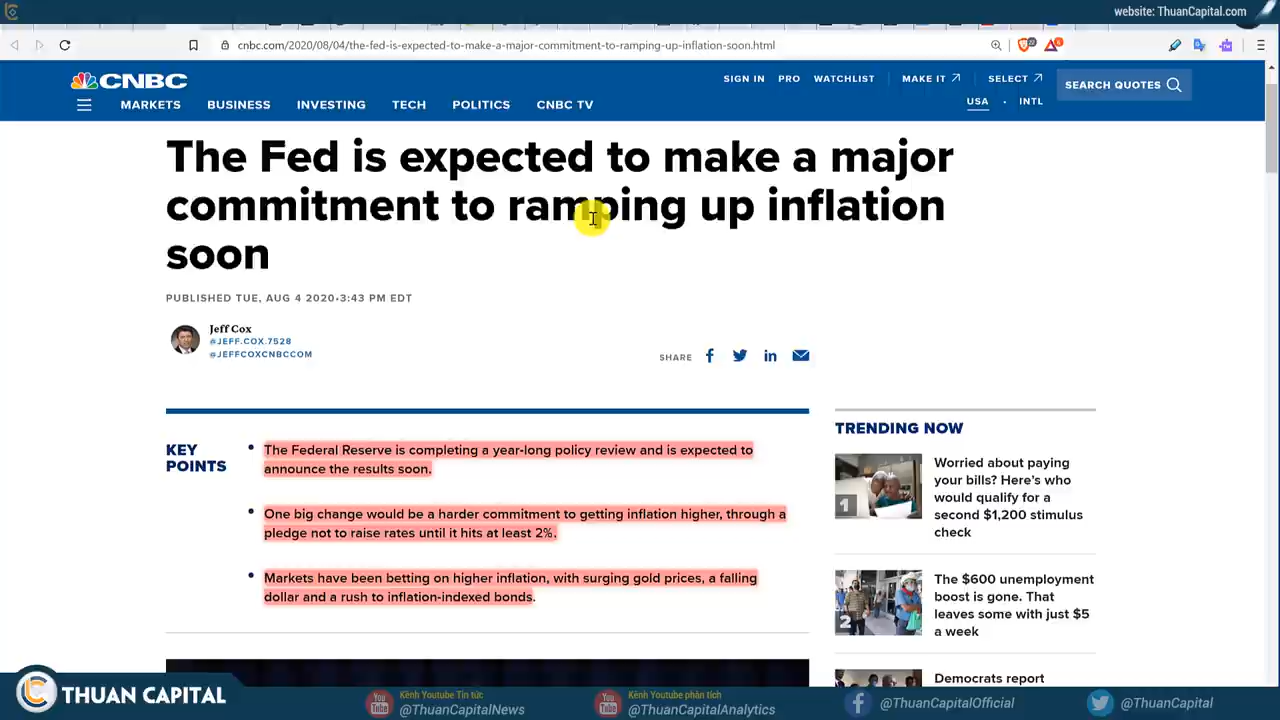 website: ThuanCapital.com
cnbc.com/2020/08/04/the-fed-is-expected-to-make-a-major-commitment-to-ramping-up-inflation-soon.html
CNBC
SIGN IN PRO WATCHLIST MAKE IT SELECT
USA · INTL
SEARCH QUOTES
MARKETS BUSINESS INVESTING TECH POLITICS CNBC TV
The Fed is expected to make a major
commitment to ramping up inflation
soon
PUBLISHED TUE, AUG 4 2020•3:43 PM EDT
Jeff Cox
@JEFF.COX.7528
@JEFFCOXCNBCCOM
SHARE
KEY
POINTS
• The Federal Reserve is completing a year-long policy review and is expected to
announce the results soon.
• One big change would be a harder commitment to getting inflation higher, through a
pledge not to raise rates until it hits at least 2%.
• Markets have been betting on higher inflation, with surging gold prices, a falling
dollar and a rush to inflation-indexed bonds.
TRENDING NOW
1
Worried about paying
your bills? Here's who
would qualify for a
second $1,200 stimulus
check
2
The $600 unemployment
boost is gone. That
leaves some with just $5
a week
Democrats report
THUAN CAPITAL
Kênh Youtube Tin tức
@ThuanCapitalNews
Kênh Youtube phân tích
@ThuanCapitalAnalytics
@ThuanCapitalOfficial
@ThuanCapital